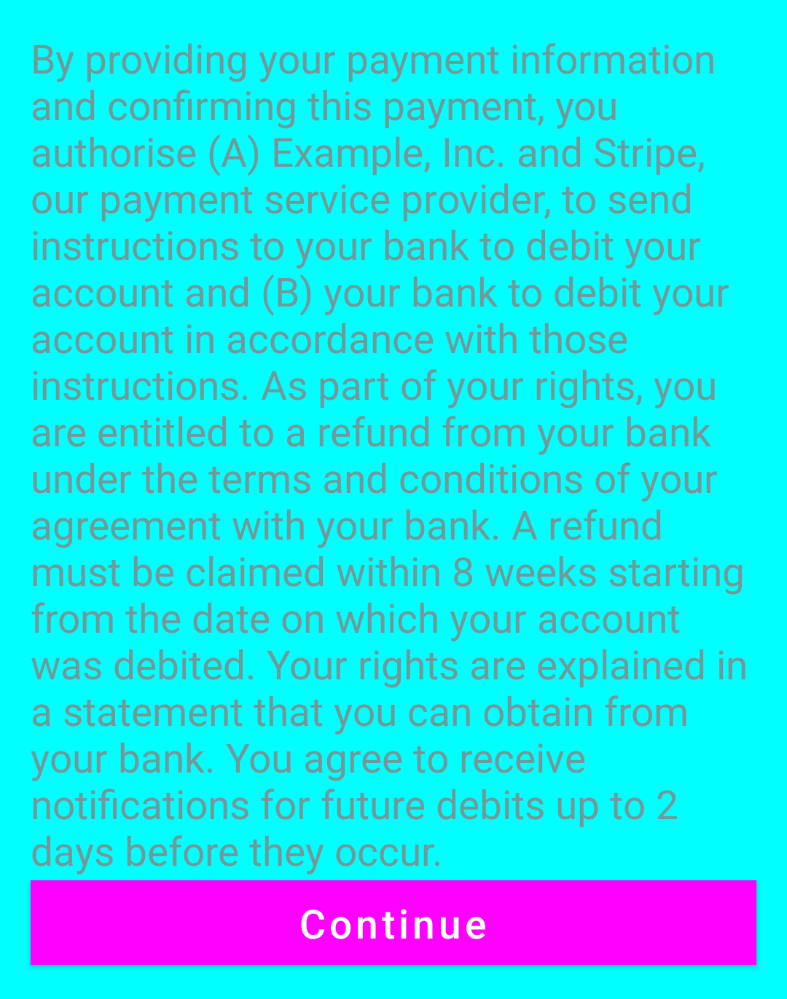 By providing your payment information
and confirming this payment, you
authorise (A) Example, Inc. and Stripe,
our payment service provider, to send
instructions to your bank to debit your
account and (B) your bank to debit your
account in accordance with those
instructions. As part of your rights, you
are entitled to a refund from your bank
under the terms and conditions of your
agreement with your bank. A refund
must be claimed within 8 weeks starting
from the date on which your account
was debited. Your rights are explained in
a statement that you can obtain from
your bank. You agree to receive
notifications for future debits up to 2
days before they occur.
Continue